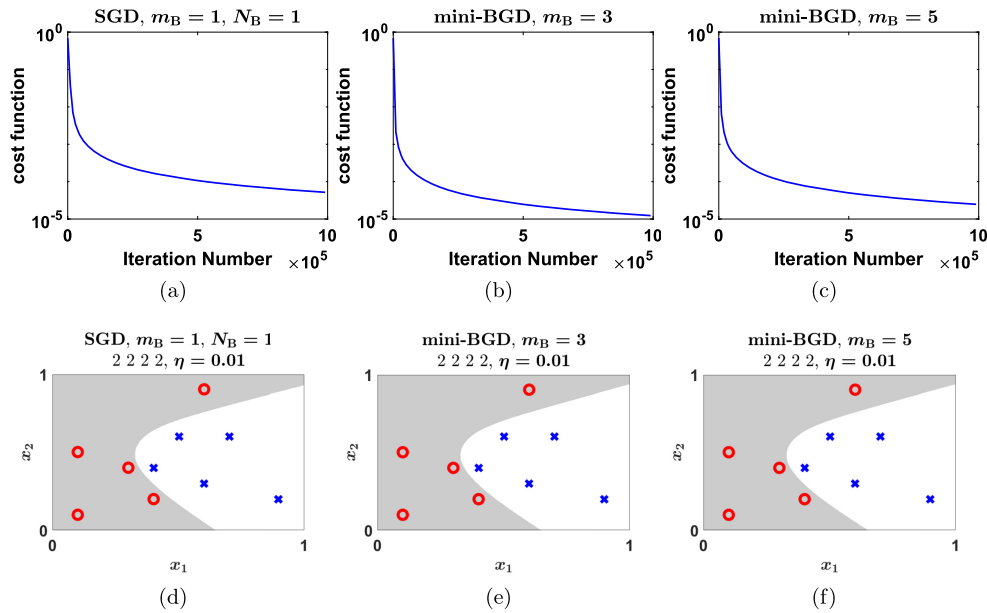 SGD, m_B = 1, N_B = 1
10^0
cost function
10^-5
0 5 10
Iteration Number ×10^5
(a)
mini-BGD, m_B = 3
10^0
cost function
10^-5
0 5 10
Iteration Number ×10^5
(b)
mini-BGD, m_B = 5
10^0
cost function
10^-5
0 5 10
Iteration Number ×10^5
(c)
SGD, m_B = 1, N_B = 1
2 2 2 2, η = 0.01
1
x_2
0
0 1
x_1
(d)
mini-BGD, m_B = 3
2 2 2 2, η = 0.01
1
x_2
0
0 1
x_1
(e)
mini-BGD, m_B = 5
2 2 2 2, η = 0.01
1
x_2
0
0 1
x_1
(f)